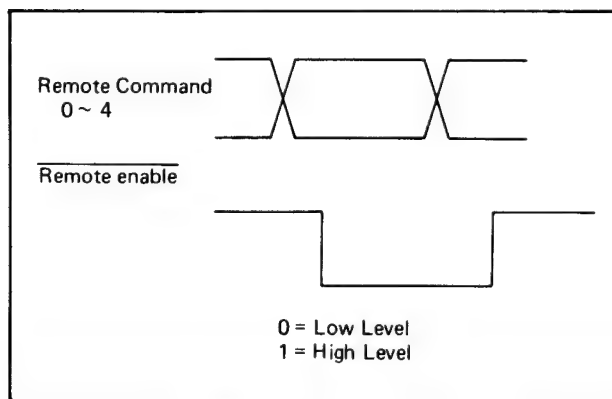 Remote Command
0 ~ 4
Remote enable
0 = Low Level
1 = High Level